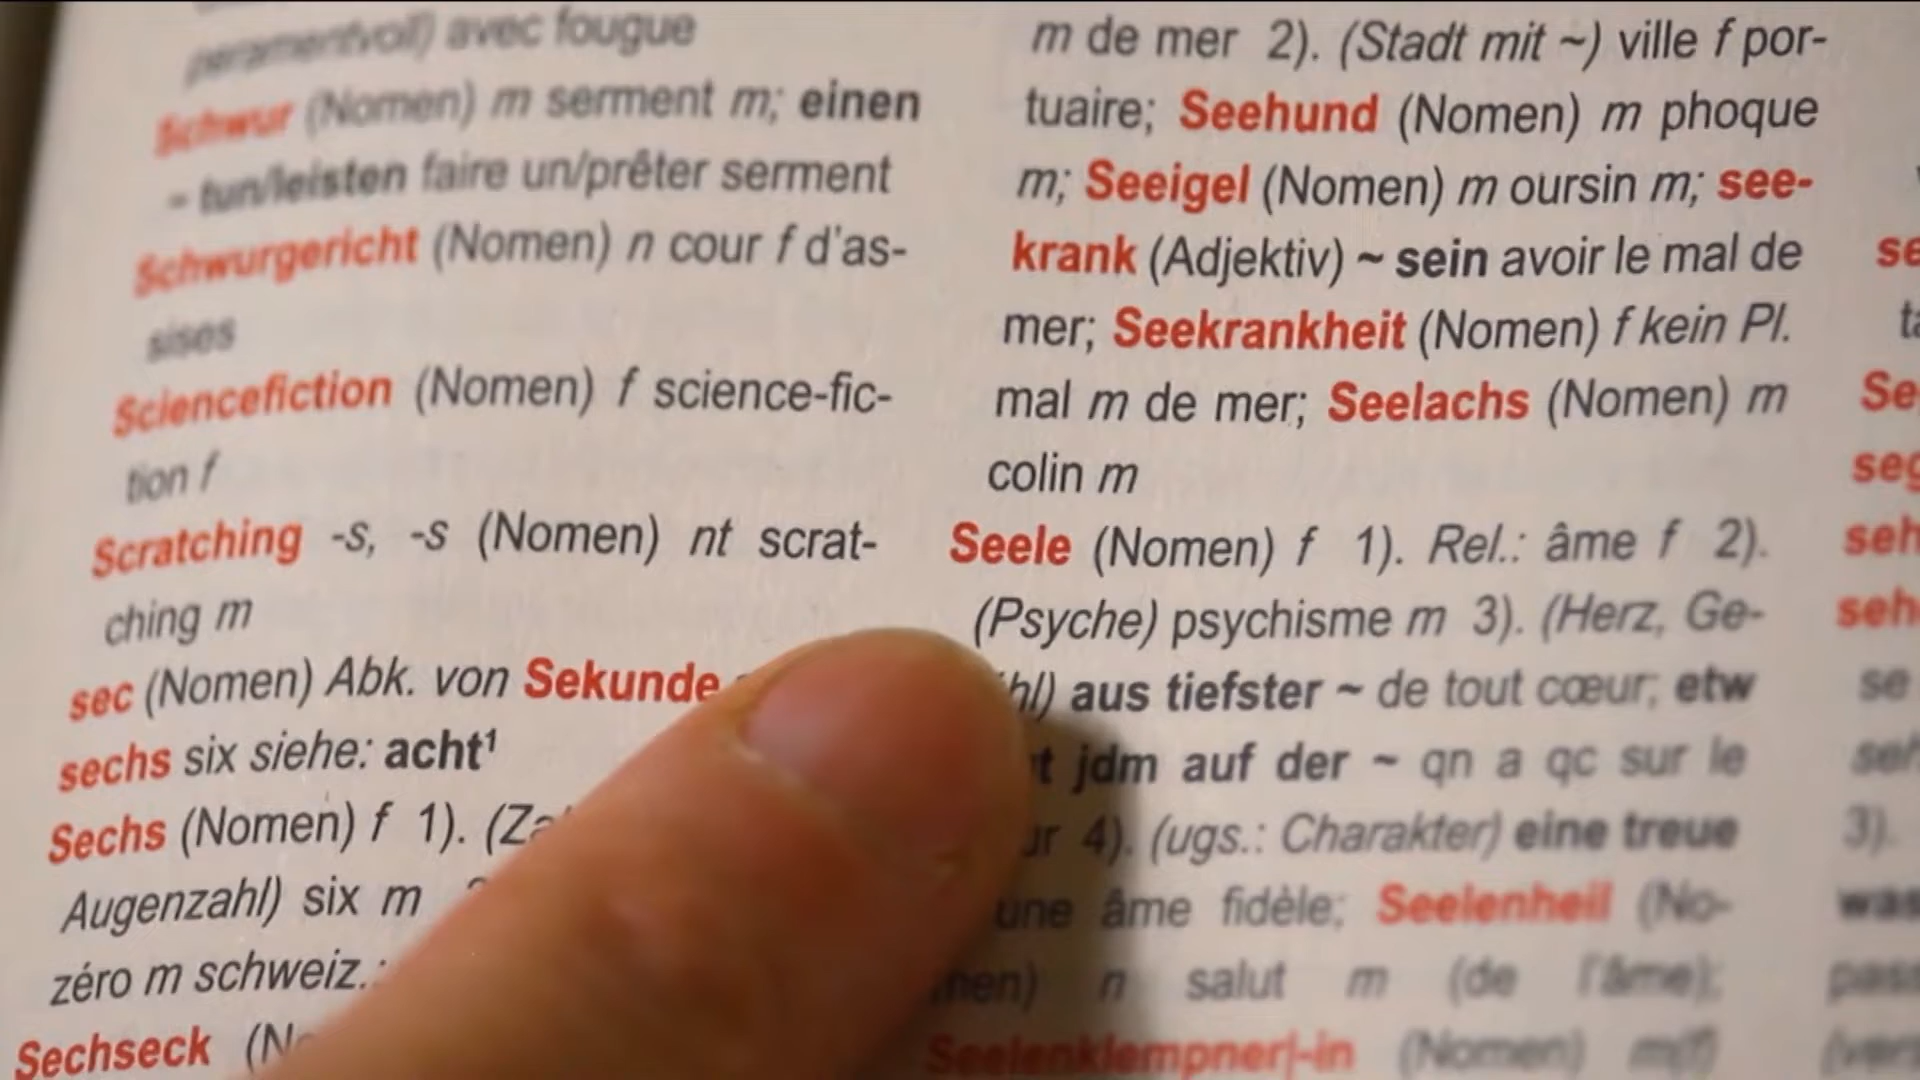 avec fougue
Schwur (Nomen) m serment m; einen
~ tun/leisten faire un/prêter serment
Schwurgericht (Nomen) n cour f d'as-
sises
Sciencefiction (Nomen) f science-fic-
tion f
Scratching -s, -s (Nomen) nt scrat-
ching m
sec (Nomen) Abk. von Sekunde
sechs six siehe: acht¹
Sechs (Nomen) f 1).
Augenzahl) six m
zéro m schweiz.:
Sechseck
m de mer 2). (Stadt mit ~) ville f por-
tuaire; Seehund (Nomen) m phoque
m; Seeigel (Nomen) m oursin m; see-
krank (Adjektiv) ~ sein avoir le mal de
mer; Seekrankheit (Nomen) f kein Pl.
mal m de mer; Seelachs (Nomen) m
colin m
Seele (Nomen) f 1). Rel.: âme f 2).
(Psyche) psychisme m 3). (Herz, Ge-
aus tiefster ~ de tout cœur; etw
jdm auf der ~ qn a qc sur le
4). (ugs.: Charakter) eine treue
une âme fidèle; Seelenheil (No-
men) n salut m (de l'âme);
Seelenklempner|-in (Nomen) m(f)